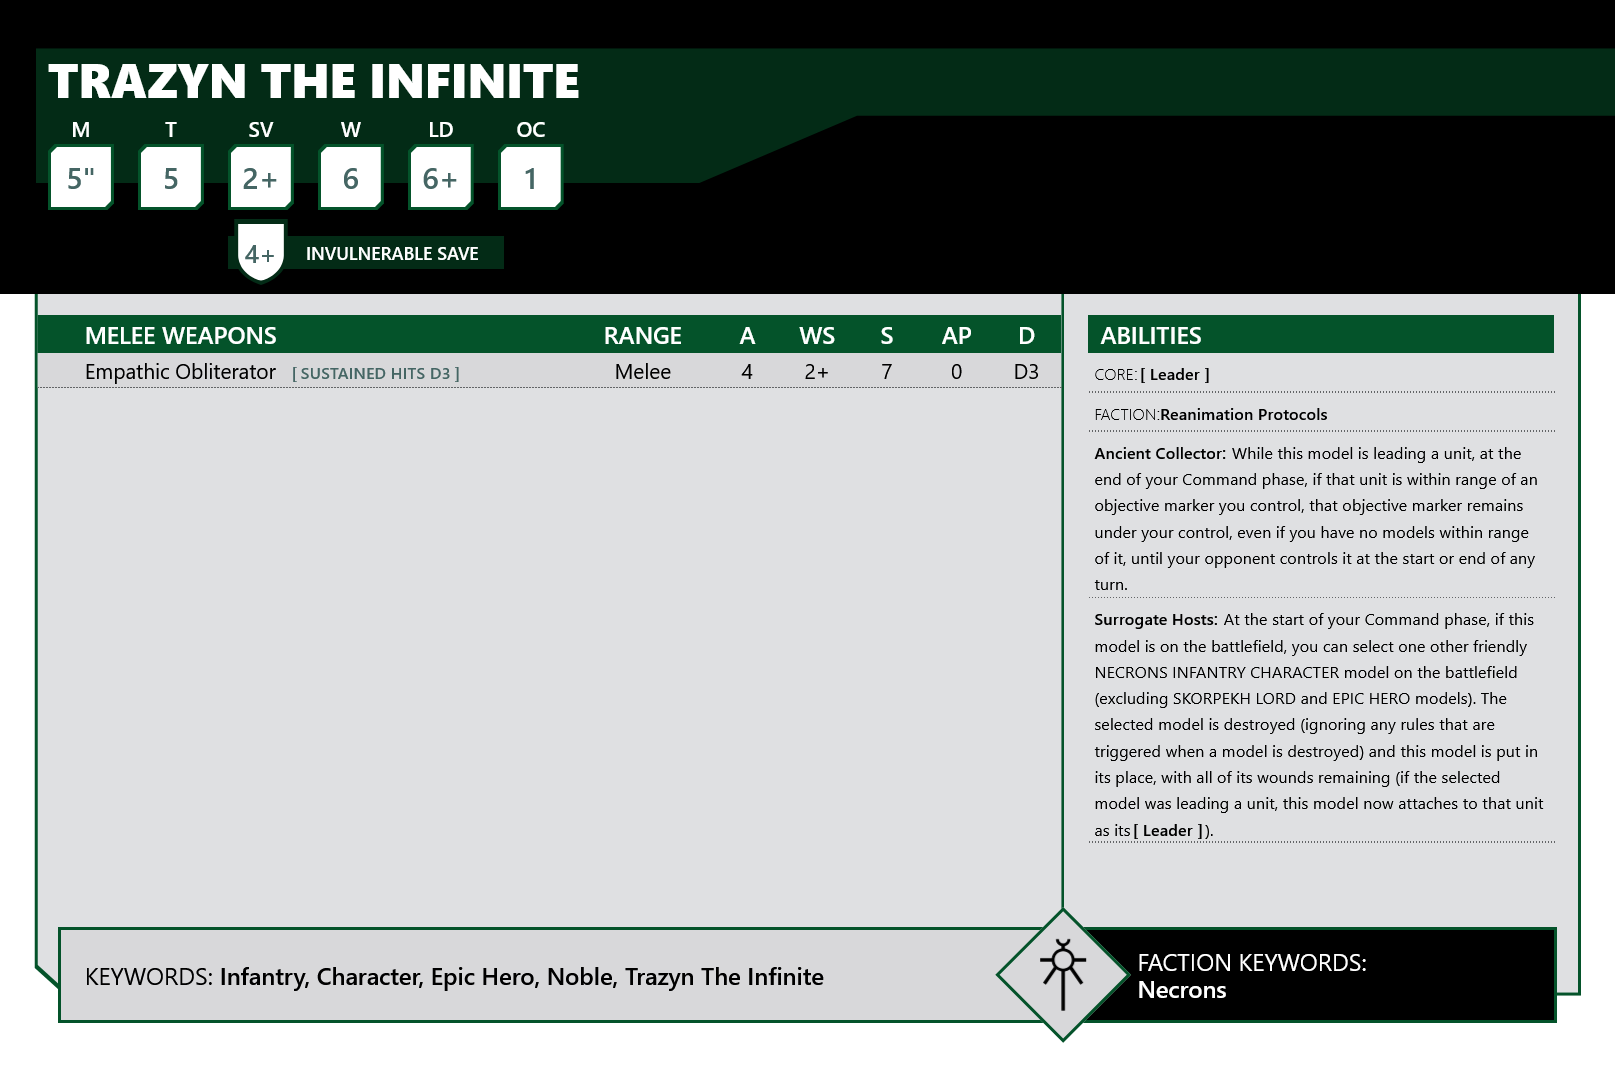 TRAZYN THE INFINITE
M T SV W LD OC
5" 5 2+ 6 6+ 1
4+ INVULNERABLE SAVE
MELEE WEAPONS RANGE A WS S AP D
Empathic Obliterator [ SUSTAINED HITS D3 ] Melee 4 2+ 7 0 D3
ABILITIES
CORE: [ Leader ]
FACTION:Reanimation Protocols
Ancient Collector: While this model is leading a unit, at the
end of your Command phase, if that unit is within range of an
objective marker you control, that objective marker remains
under your control, even if you have no models within range
of it, until your opponent controls it at the start or end of any
turn.
Surrogate Hosts: At the start of your Command phase, if this
model is on the battlefield, you can select one other friendly
NECRONS INFANTRY CHARACTER model on the battlefield
(excluding SKORPEKH LORD and EPIC HERO models). The
selected model is destroyed (ignoring any rules that are
triggered when a model is destroyed) and this model is put in
its place, with all of its wounds remaining (if the selected
model was leading a unit, this model now attaches to that unit
as its [ Leader ] ).
KEYWORDS: Infantry, Character, Epic Hero, Noble, Trazyn The Infinite
FACTION KEYWORDS:
Necrons